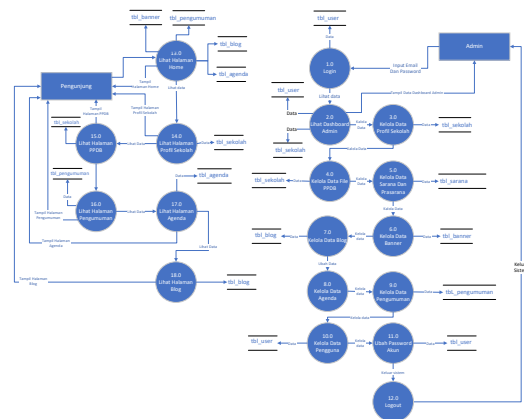 tbl_banner
tbl_pengumuman
tbl_blog
tbl_agenda
Lihat Halaman
Home
Lihat data
Tampil
Halaman Home
Tampil
Halaman Profil Sekolah
Pengunjung
Tampil
Halaman PPDB
tbl_sekolah
15.0
Lihat Halaman
PPDB
Lihat Data
14.0
Lihat Halaman
Profil Sekolah
Data
tbl_sekolah
tbl_pengumuman
Data
16.0
Lihat Halaman
Pengumuman
Lihat Data
17.0
Lihat Halaman
Agenda
Data
tbl_agenda
Tampil Halaman
Pengumuman
Tampil Halaman
Agenda
Lihat Data
Tampil Halaman
Blog
18.0
Lihat Halaman
Blog
tbl_blog
tbl_user
Data
1.0
Login
Input Email
Dan Password
Admin
Lihat data
tbl_user
Data
Data
tbl_sekolah
2.0
Lihat Dashboard
Admin
Tampil Data Dashboard Admin
Kelola
Data
3.0
Kelola Data
Profil Sekolah
Data
tbl_sekolah
Kelola Data
4.0
Kelola Data File
PPDB
Data
tbl_sekolah
Kelola
Data
5.0
Kelola Data
Sarana Dan
Prasarana
Data
tbl_sarana
Kelola Data
6.0
Kelola Data
Banner
Data
tbl_banner
Kelola
data
7.0
Kelola Data Blog
Data
tbl_blog
8.0
Kelola Data
Agenda
Kelola
data
9.0
Kelola Data
Pengumuman
Data
tbl_pengumuman
Kelola data
10.0
Kelola Data
Pengguna
Data
tbl_user
Kelola
data
11.0
Ubah Password
Akun
Data
tbl_user
12.0
Logout